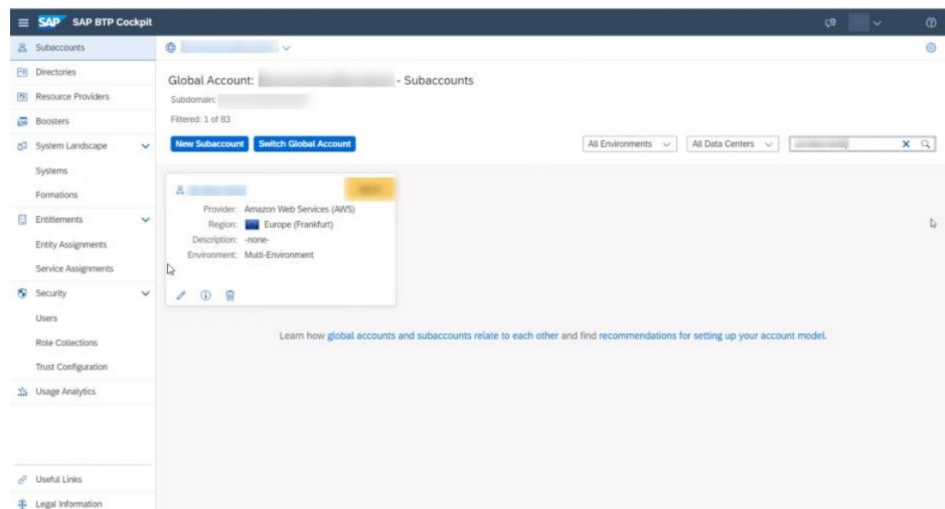 SAP SAP BTP Cockpit
Subaccounts
Directories
Resource Providers
Boosters
System Landscape
Systems
Formations
Entitlements
Entity Assignments
Service Assignments
Security
Users
Role Collections
Trust Configuration
Usage Analytics
Useful Links
Legal Information
Global Account: - Subaccounts
Subdomain:
Filtered: 1 of 83
New Subaccount Switch Global Account All Environments All Data Centers
Provider: Amazon Web Services (AWS)
Region: Europe (Frankfurt)
Description: -none-
Environment: Multi-Environment
Learn how global accounts and subaccounts relate to each other and find recommendations for setting up your account model.